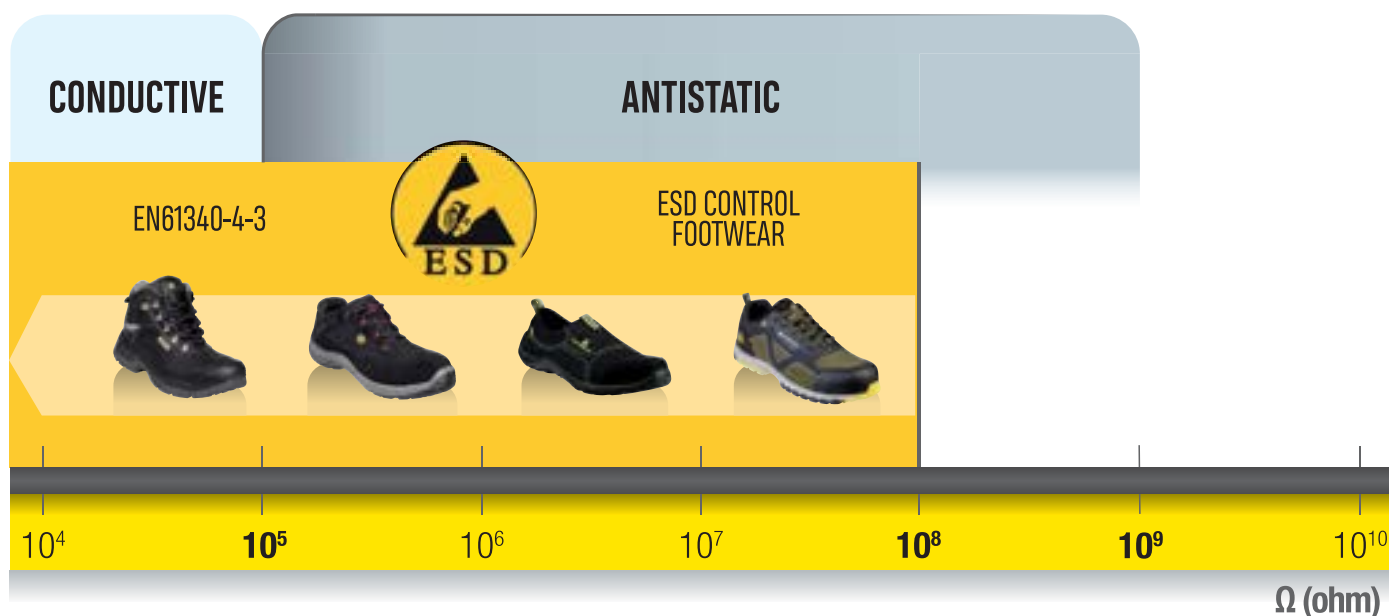 CONDUCTIVE
ANTISTATIC
EN61340-4-3
ESD
ESD CONTROL
FOOTWEAR
10⁴
10⁵
10⁶
10⁷
10⁸
10⁹
10¹⁰
Ω (ohm)